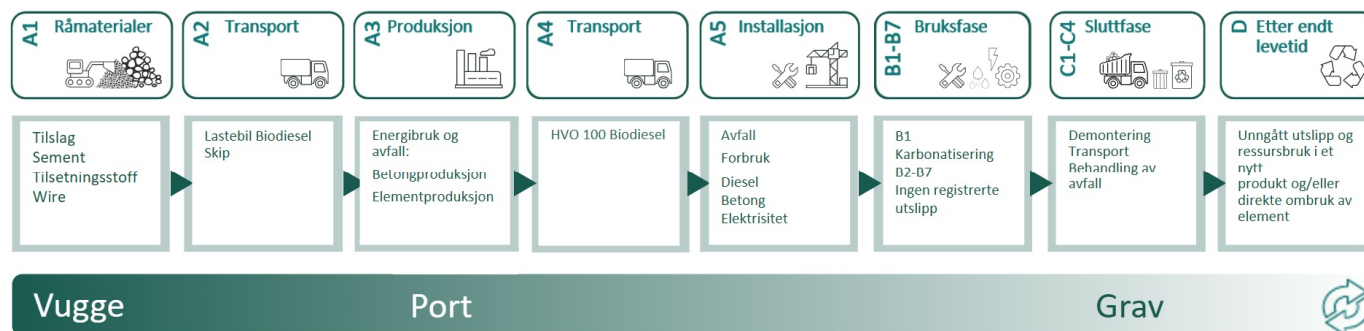 A1 Råmaterialer
A2 Transport
A3 Produksjon
A4 Transport
A5 Installasjon
B1-B7 Bruksfase
C1-C4 Sluttfase
D Etter endt
levetid
Tilslag
Sement
Tilsetningsstoff
Wire
Lastebil Biodiesel
Skip
Energibruk og
avfall:
Betongproduksjon
Elementproduksjon
HVO 100 Biodiesel
Avfall
Forbruk
Diesel
Betong
Elektrisitet
B1
Karbonatisering
B2-B7
Ingen registrerte
utslipp
Demontering
Transport
Behandling av
avfall
Unngått utslipp og
ressursbruk i et
nytt
produkt og/eller
direkte ombruk av
element
Vugge
Port
Grav